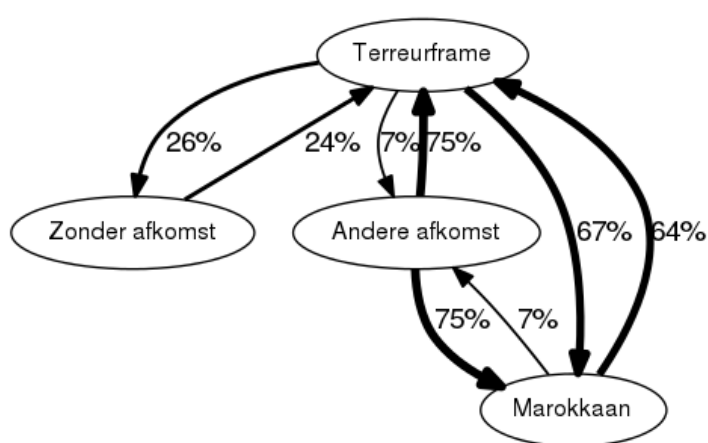 Terreurframe
26%
24%
7%
75%
Zonder afkomst
Andere afkomst
67%
64%
75%
7%
Marokkaan